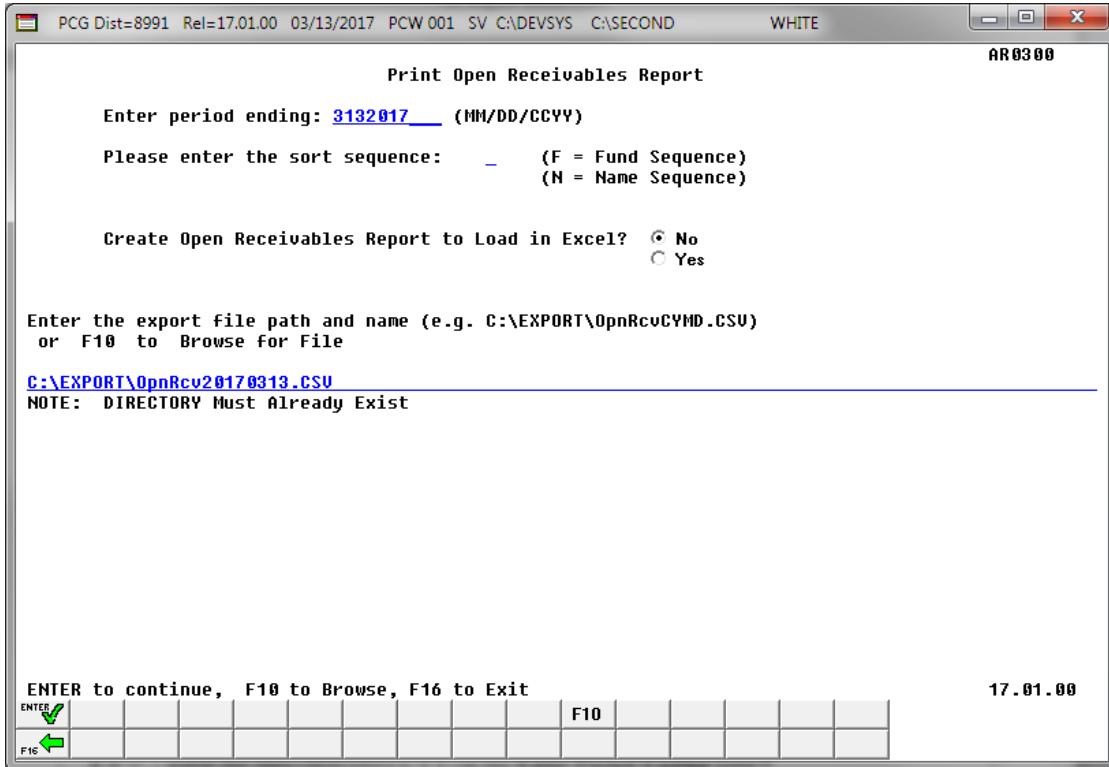 PCG Dist=8991 Rel=17.01.00 03/13/2017 PCW 001 SV C:\DEVSYS C:\SECOND WHITE
AR0300
Print Open Receivables Report
Enter period ending: 3132017___ (MM/DD/CCYY)
Please enter the sort sequence: _ (F = Fund Sequence)
(N = Name Sequence)
Create Open Receivables Report to Load in Excel? No
Yes
Enter the export file path and name (e.g. C:\EXPORT\OpnRcvCYMD.CSV)
or F10 to Browse for File
C:\EXPORT\OpnRcv20170313.CSV
NOTE: DIRECTORY Must Already Exist
ENTER to continue, F10 to Browse, F16 to Exit 17.01.00
ENTER F10
F16